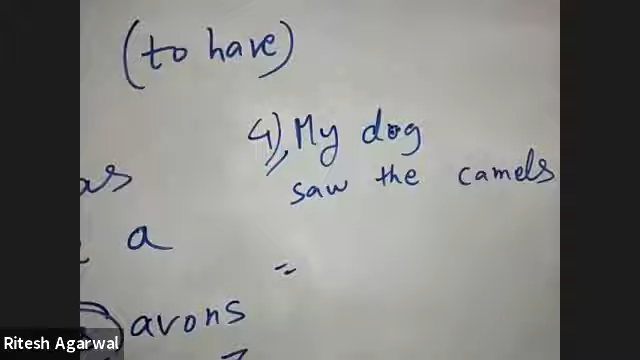 (to have)
4), My dog
saw the camels
as
a
=
avons
Ritesh Agarwal